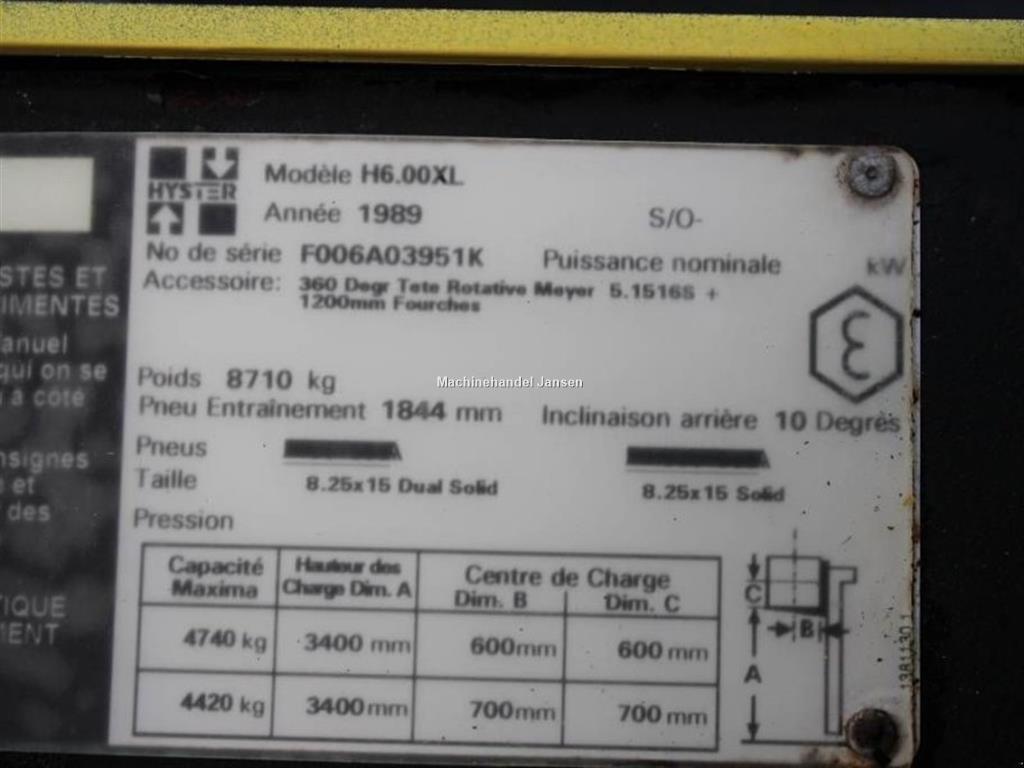 HYSTER
Modèle H6.00XL
Année 1989
S/O-
No de série F006A03951K
Puissance nominale kW
Accessoire: 360 Degr Tete Rotative Meyer 5.1516S +
1200mm Fourches
Poids 8710 kg
Machinehandel Jansen
Pneu Entraînement 1844 mm
Inclinaison arrière 10 Degrès
Pneus
Taille 8.25x15 Dual Solid 8.25x15 Solid
Pression
Capacité Maxima
Hauteur des Charge Dim. A
Centre de Charge
Dim. B Dim. C
4740 kg 3400 mm 600mm 600 mm
4420 kg 3400mm 700mm 700 mm
C
B
A
STES ET
IMENTES
anuel
qui on se
à côté
nsignes
et
des
TIQUE
MENT